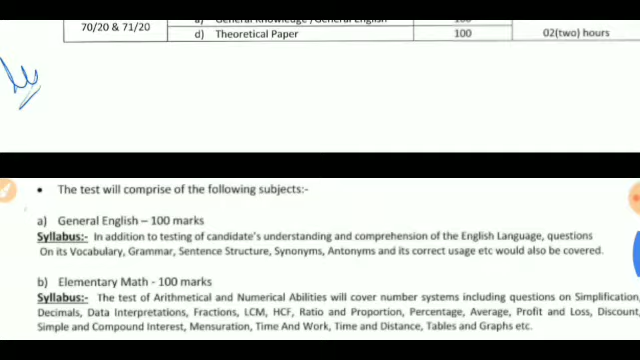 70/20 & 71/20
General Knowledge / General English
d) Theoretical Paper 100 02(two) hours
• The test will comprise of the following subjects:-
a) General English – 100 marks
Syllabus:- In addition to testing of candidate's understanding and comprehension of the English Language, questions
On its Vocabulary, Grammar, Sentence Structure, Synonyms, Antonyms and its correct usage etc would also be covered.
b) Elementary Math - 100 marks
Syllabus:- The test of Arithmetical and Numerical Abilities will cover number systems including questions on Simplification,
Decimals, Data Interpretations, Fractions, LCM, HCF, Ratio and Proportion, Percentage, Average, Profit and Loss, Discount,
Simple and Compound Interest, Mensuration, Time And Work, Time and Distance, Tables and Graphs etc.